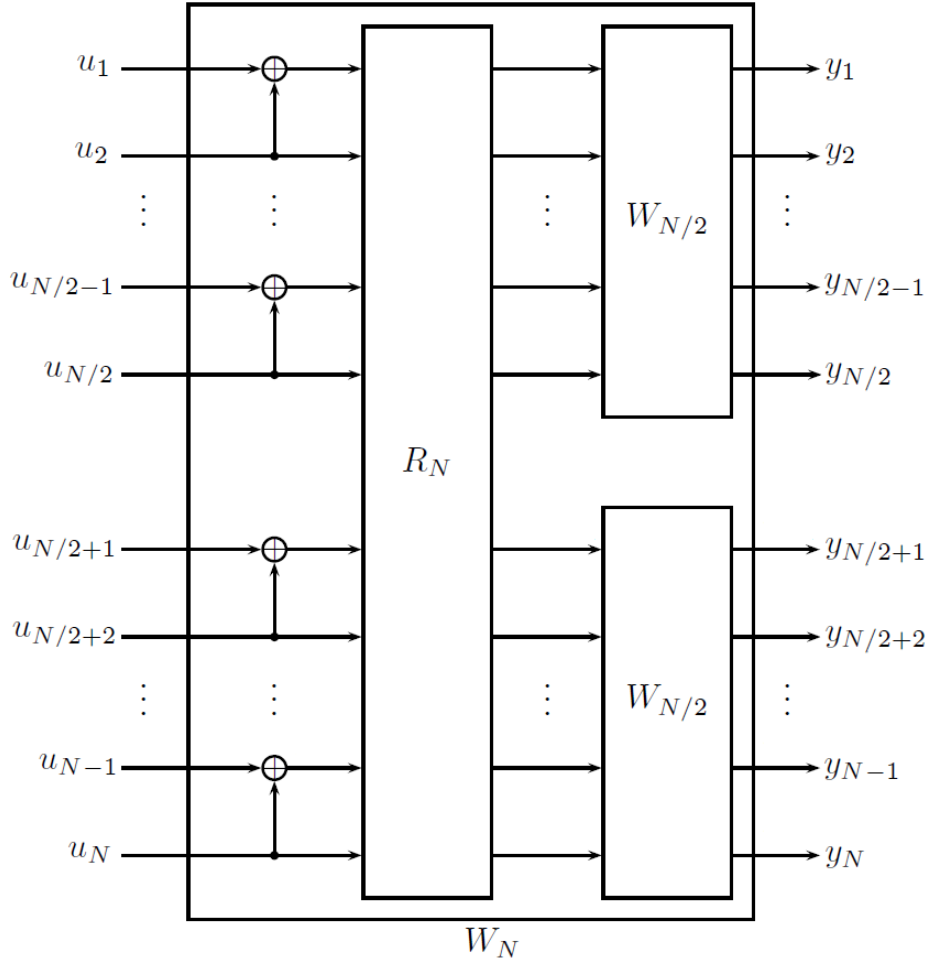 u_1 y_1
u_2 y_2
⋮ ⋮ ⋮ W_{N/2} ⋮
u_{N/2−1} y_{N/2−1}
u_{N/2} y_{N/2}
R_N
u_{N/2+1} y_{N/2+1}
u_{N/2+2} y_{N/2+2}
⋮ ⋮ ⋮ W_{N/2} ⋮
u_{N−1} y_{N−1}
u_N y_N
W_N